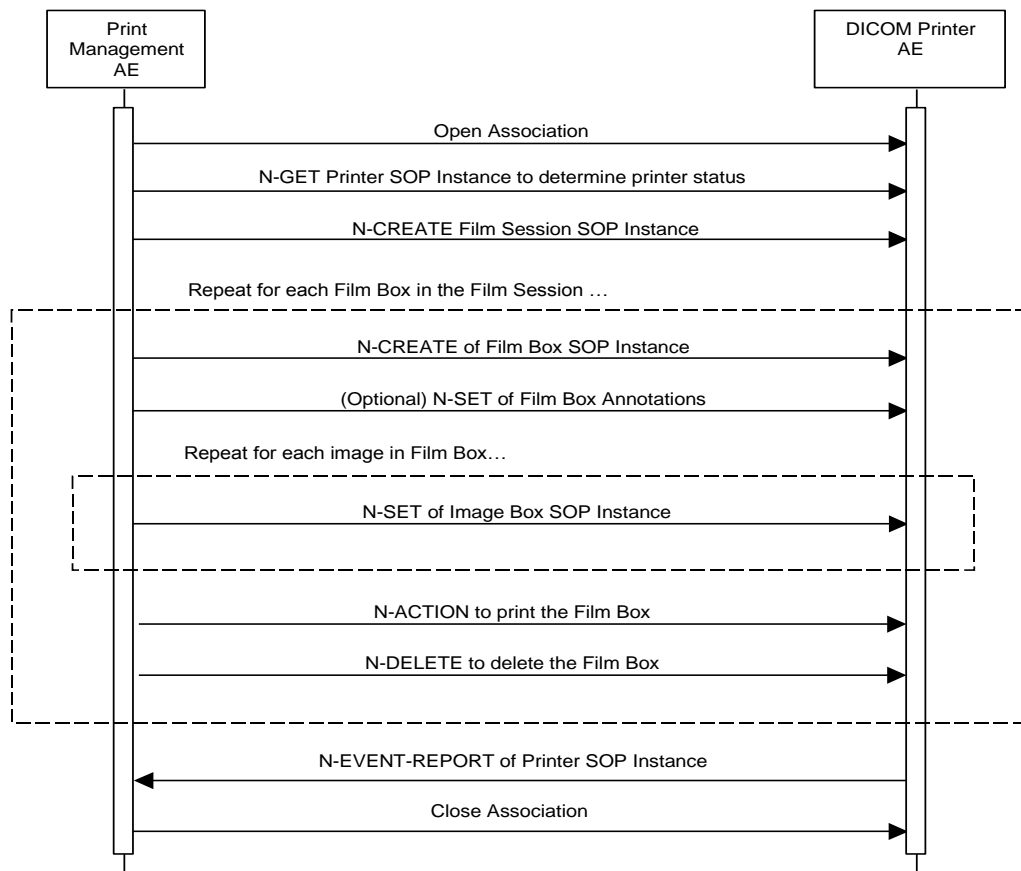 Print
Management
AE
DICOM Printer
AE
Open Association
N-GET Printer SOP Instance to determine printer status
N-CREATE Film Session SOP Instance
Repeat for each Film Box in the Film Session …
N-CREATE of Film Box SOP Instance
(Optional) N-SET of Film Box Annotations
Repeat for each image in Film Box…
N-SET of Image Box SOP Instance
N-ACTION to print the Film Box
N-DELETE to delete the Film Box
N-EVENT-REPORT of Printer SOP Instance
Close Association